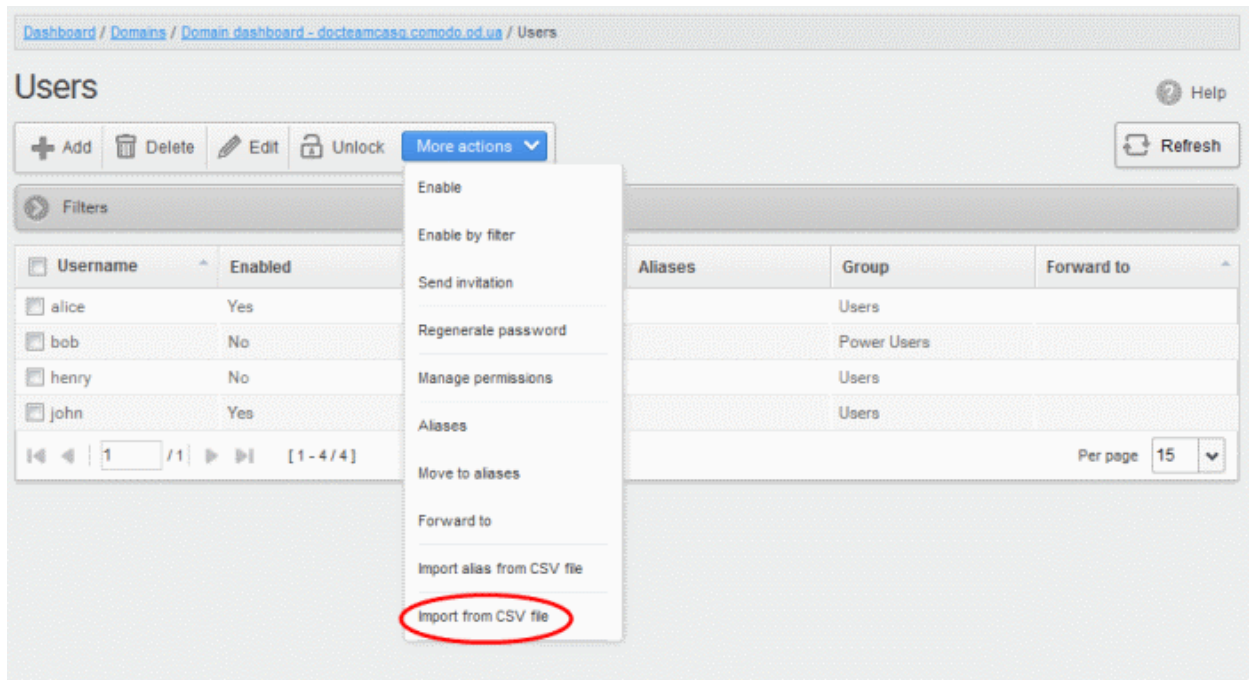 Dashboard / Domains / Domain dashboard - docteamcasg.comodo.od.ua / Users
Users
Help
Add Delete Edit Unlock More actions
Refresh
Filters
Username Enabled Aliases Group Forward to
alice Yes Users
bob No Power Users
henry No Users
john Yes Users
1 / 1 [ 1 - 4 / 4 ] Per page 15
Enable
Enable by filter
Send invitation
Regenerate password
Manage permissions
Aliases
Move to aliases
Forward to
Import alias from CSV file
Import from CSV file